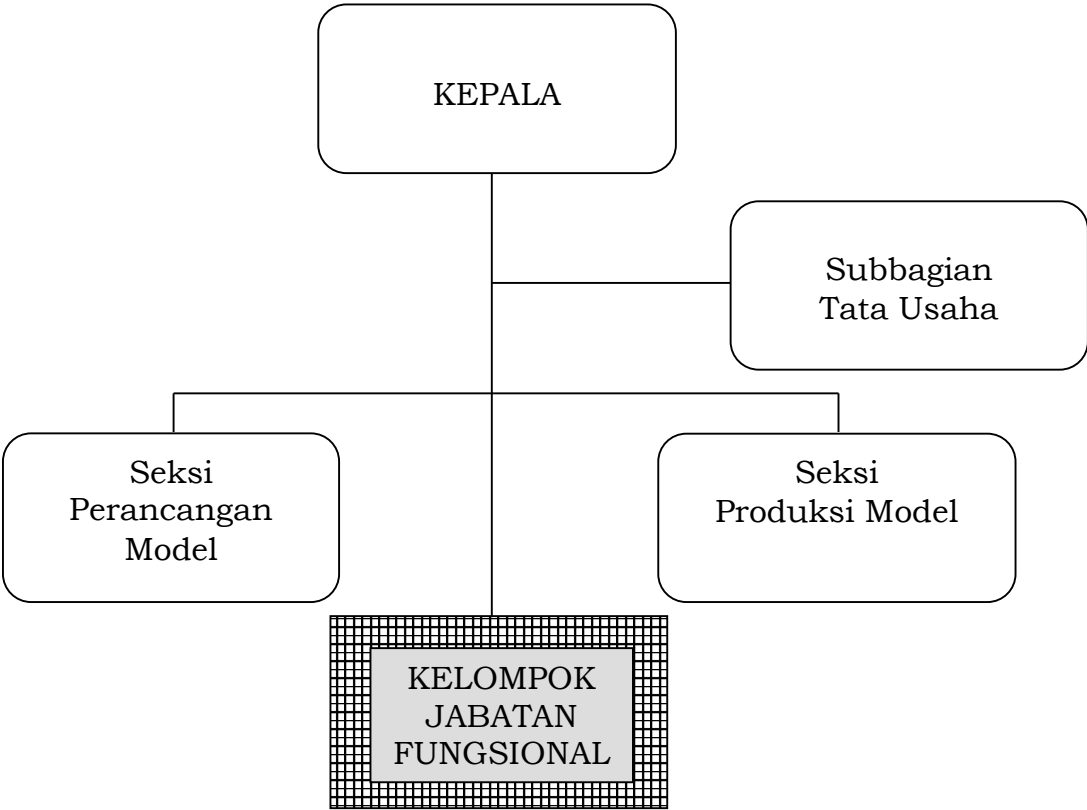 KEPALA
Subbagian
Tata Usaha
Seksi
Perancangan
Model
Seksi
Produksi Model
KELOMPOK
JABATAN
FUNGSIONAL